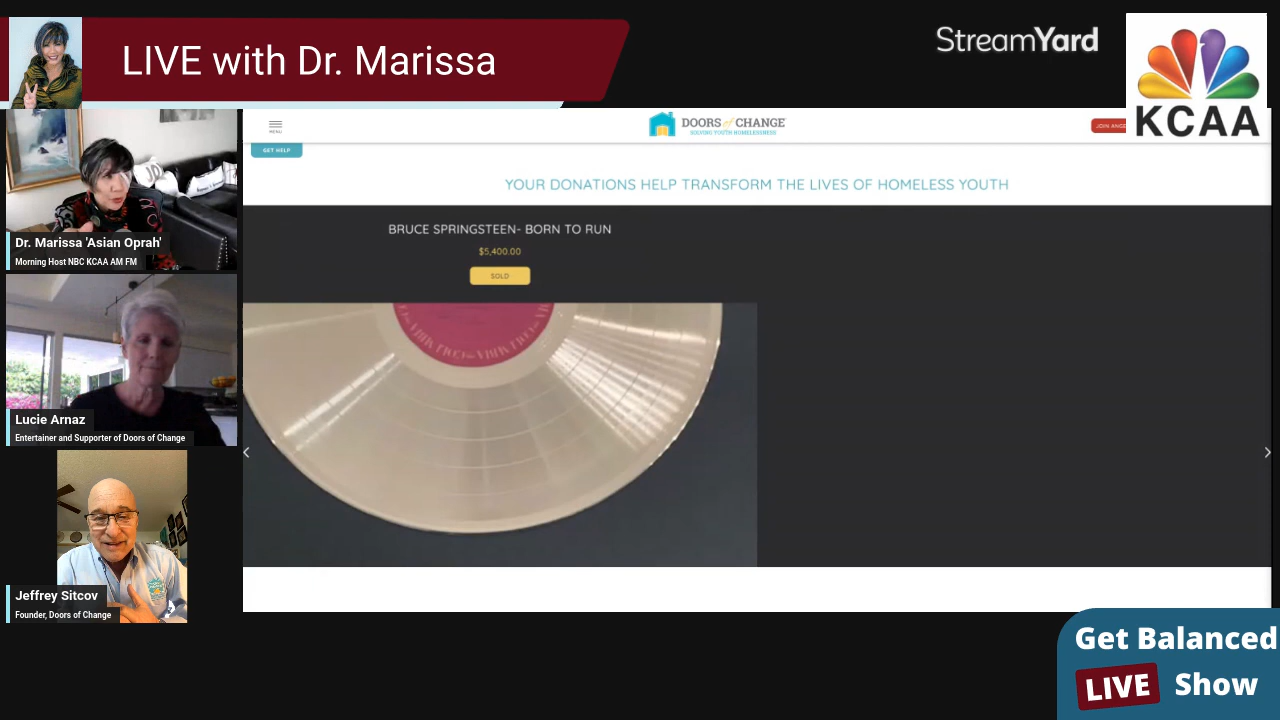 LIVE with Dr. Marissa
StreamYard
KCAA
MENU
DOORS of CHANGE
SOLVING YOUTH HOMELESSNESS
JOIN ANGE
GET HELP
YOUR DONATIONS HELP TRANSFORM THE LIVES OF HOMELESS YOUTH
BRUCE SPRINGSTEEN- BORN TO RUN
$5,400.00
SOLD
Dr. Marissa 'Asian Oprah'
Morning Host NBC KCAA AM FM
Lucie Arnaz
Entertainer and Supporter of Doors of Change
Jeffrey Sitcov
Founder, Doors of Change
Get Balanced
LIVE Show